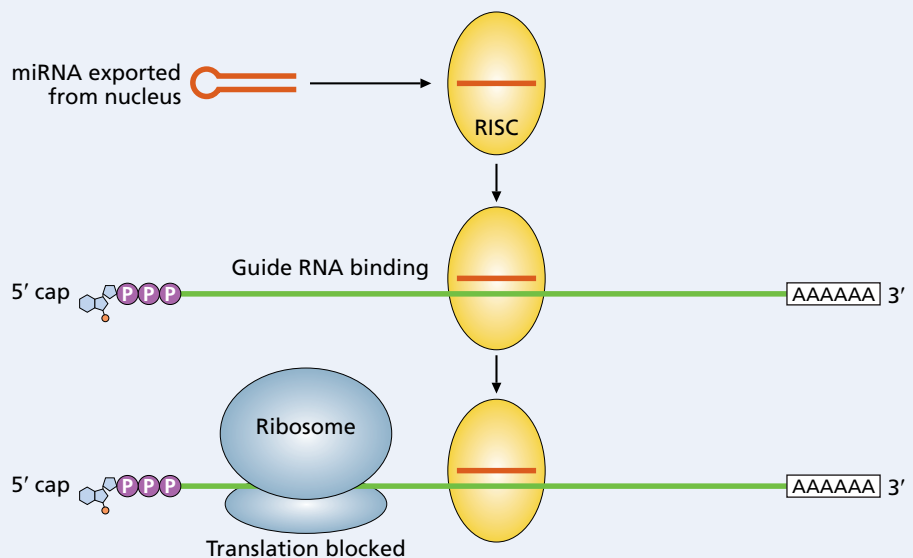 miRNA exported
from nucleus
RISC
Guide RNA binding
5′ cap
P P P
AAAAAA 3′
Ribosome
5′ cap
P P P
AAAAAA 3′
Translation blocked